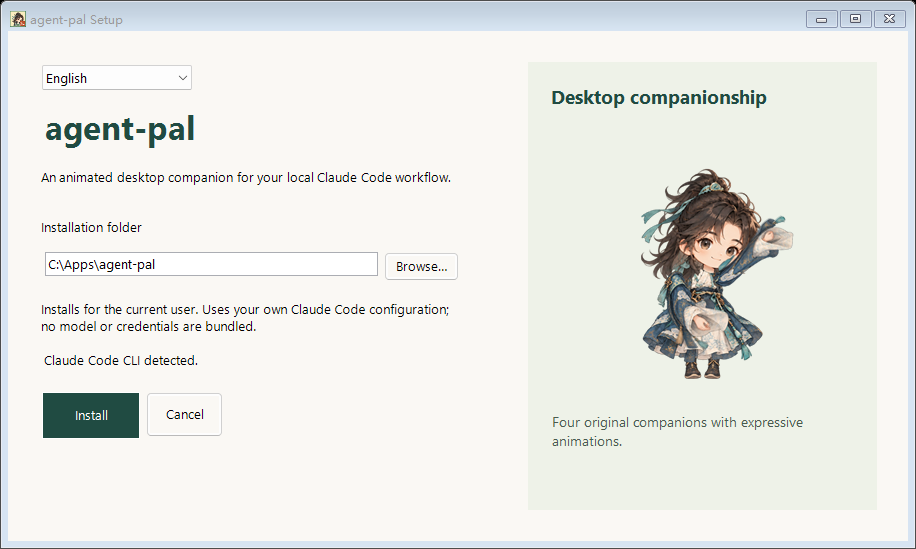 agent-pal Setup
English
agent-pal
An animated desktop companion for your local Claude Code workflow.
Installation folder
C:\Apps\agent-pal
Browse...
Installs for the current user. Uses your own Claude Code configuration;
no model or credentials are bundled.
Claude Code CLI detected.
Install
Cancel
Desktop companionship
Four original companions with expressive
animations.